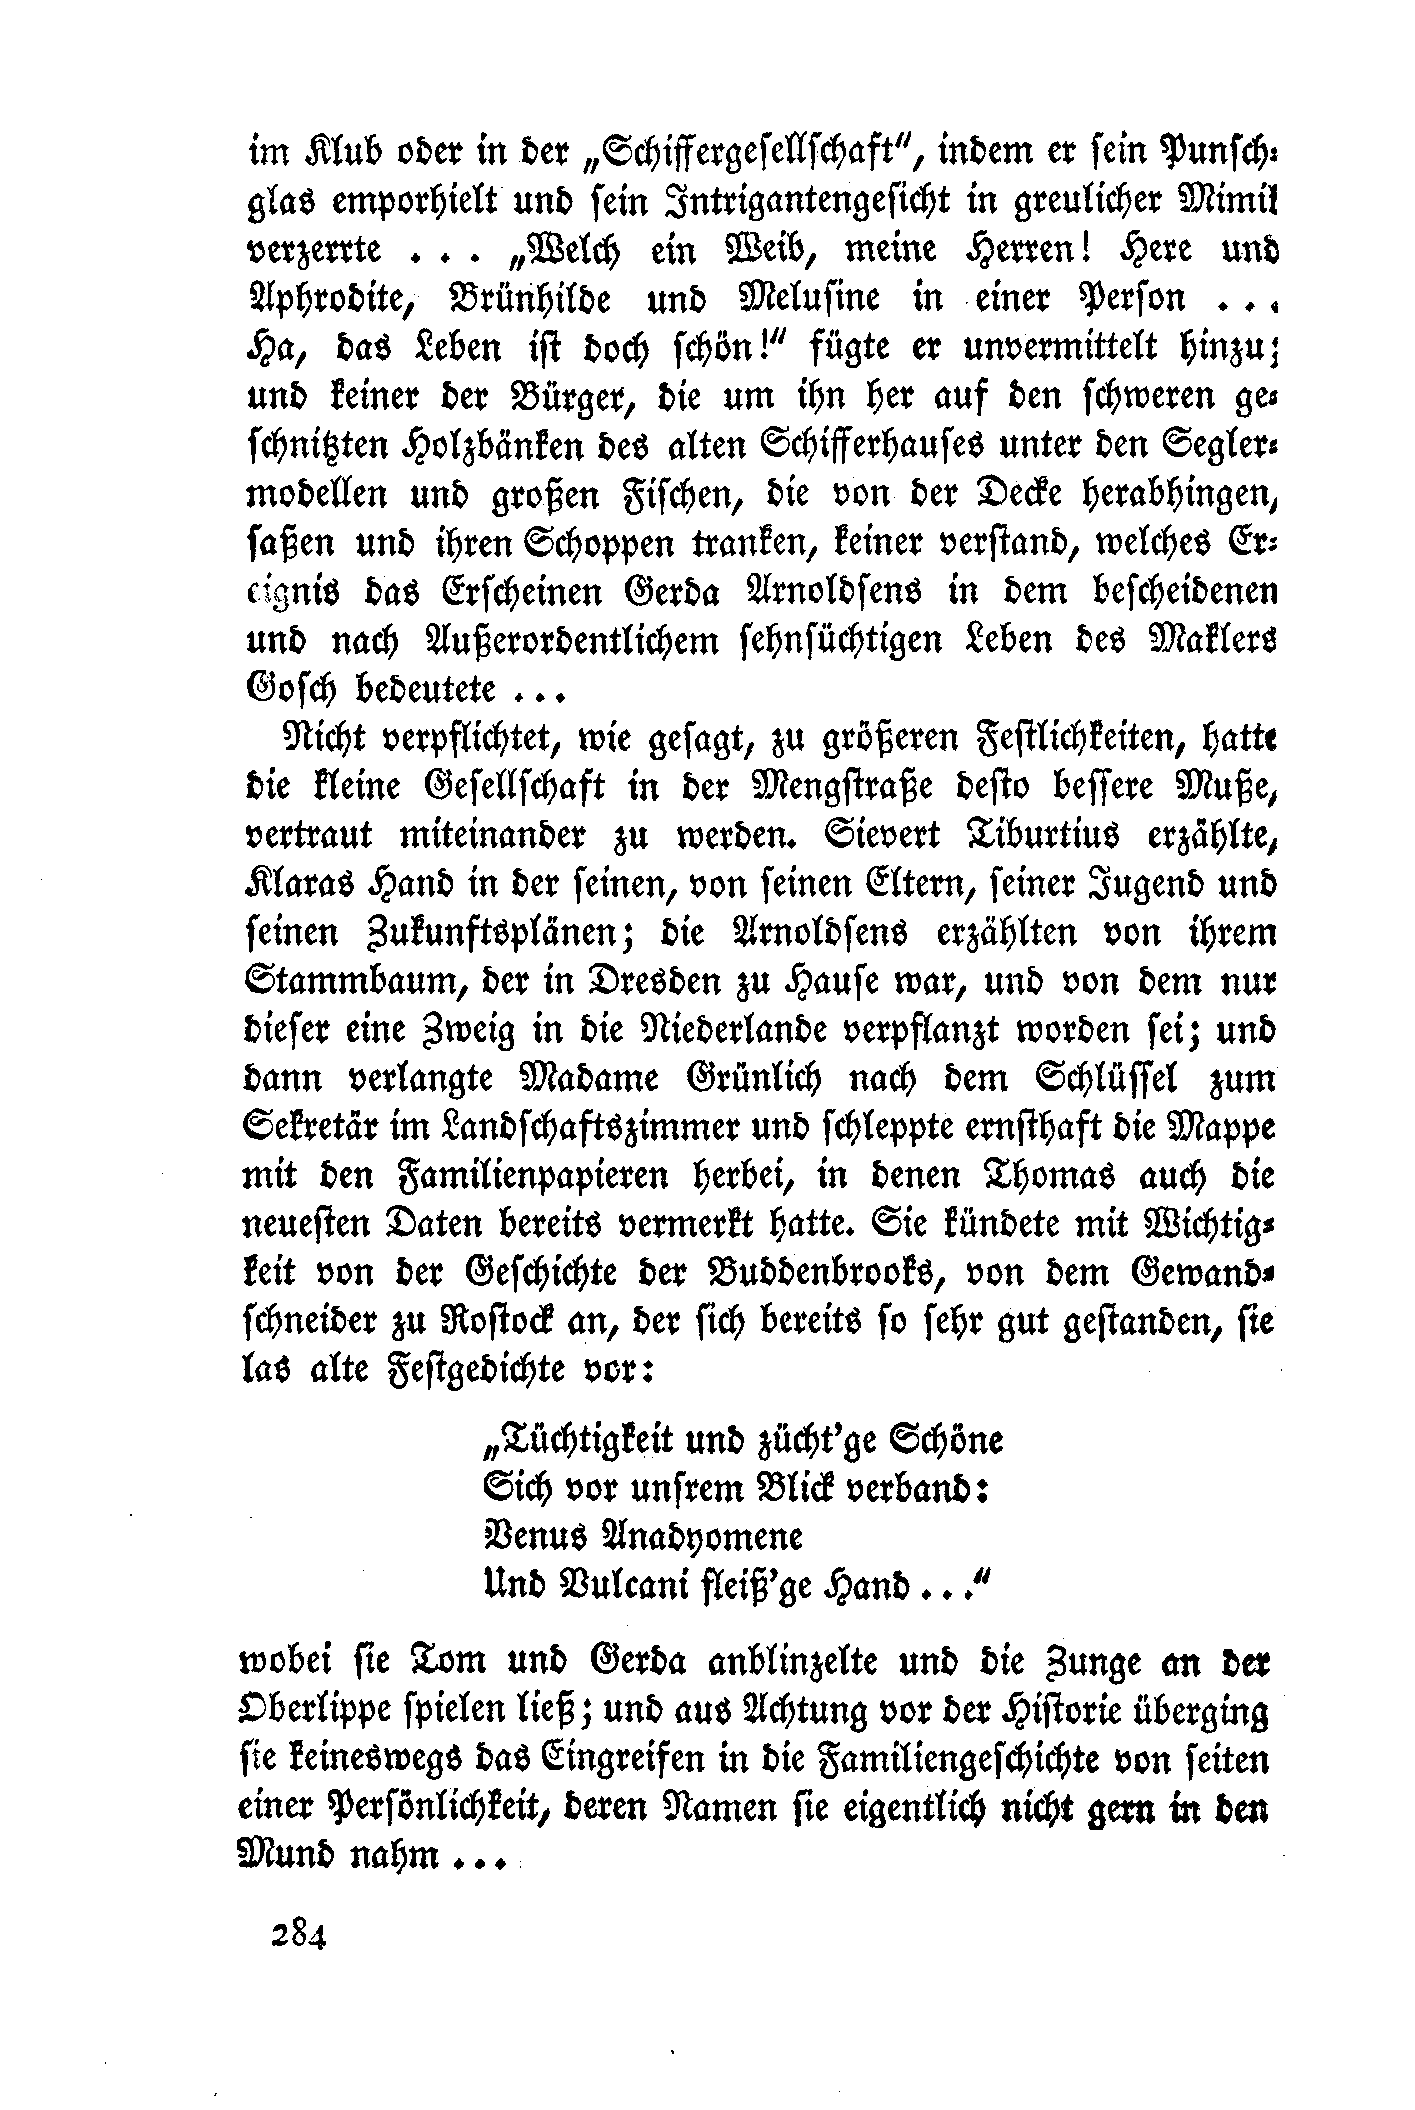 im Klub oder in der „Schiffergesellschaft“, indem er sein Punsch-
glas emporhielt und sein Intrigantengesicht in greulicher Mimik
verzerrte . . . „Welch ein Weib, meine Herren! Here und
Aphrodite, Brünhilde und Melusine in einer Person . . .
Ha, das Leben ist doch schön!“ fügte er unvermittelt hinzu;
und keiner der Bürger, die um ihn her auf den schweren ge-
schnitzten Holzbänken des alten Schifferhauses unter den Segler-
modellen und großen Fischen, die von der Decke herabhingen,
saßen und ihren Schoppen tranken, keiner verstand, welches Er-
eignis das Erscheinen Gerda Arnoldsens in dem bescheidenen
und nach Außerordentlichem sehnsüchtigen Leben des Maklers
Gosch bedeutete . . .
Nicht verpflichtet, wie gesagt, zu größeren Festlichkeiten, hatte
die kleine Gesellschaft in der Mengstraße desto bessere Muße,
vertraut miteinander zu werden. Sievert Tiburtius erzählte,
Klaras Hand in der seinen, von seinen Eltern, seiner Jugend und
seinen Zukunftsplänen; die Arnoldsens erzählten von ihrem
Stammbaum, der in Dresden zu Hause war, und von dem nur
dieser eine Zweig in die Niederlande verpflanzt worden sei; und
dann verlangte Madame Grünlich nach dem Schlüssel zum
Sekretär im Landschaftszimmer und schleppte ernsthaft die Mappe
mit den Familienpapieren herbei, in denen Thomas auch die
neuesten Daten bereits vermerkt hatte. Sie kündete mit Wichtig-
keit von der Geschichte der Buddenbrooks, von dem Gewand-
schneider zu Rostock an, der sich bereits so sehr gut gestanden, sie
las alte Festgedichte vor:
„Tüchtigkeit und zücht’ge Schöne
Sich vor unsrem Blick verband:
Venus Anadyomene
Und Vulcani fleiß’ge Hand . . .“
wobei sie Tom und Gerda anblinzelte und die Zunge an der
Oberlippe spielen ließ; und aus Achtung vor der Historie überging
sie keineswegs das Eingreifen in die Familiengeschichte von seiten
einer Persönlichkeit, deren Namen sie eigentlich nicht gern in den
Mund nahm . . .
284